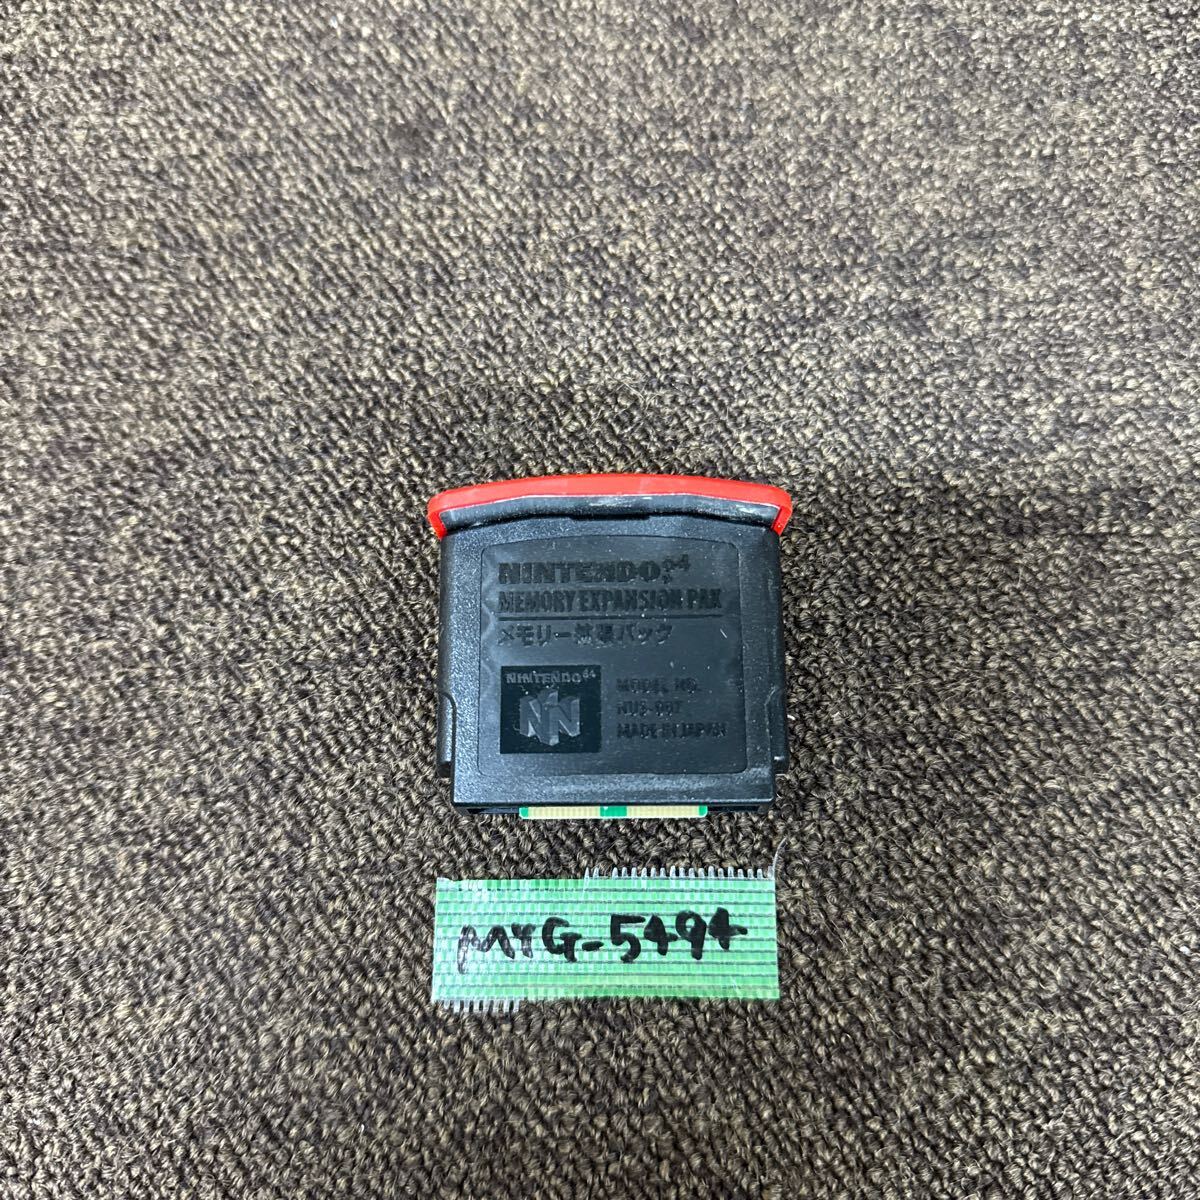 NINTENDO64
MEMORY EXPANSION PAK
メモリー拡張パック
NINTENDO64
MODEL NO.
NUS-007
MADE IN JAPAN
MYG-5494